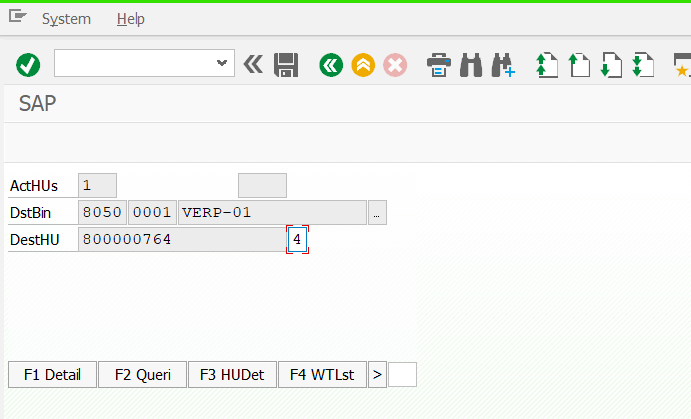 System Help
SAP
ActHUs 1
DstBin 8050 0001 VERP-01 …
DestHU 800000764 4
F1 Detail F2 Queri F3 HUDet F4 WTLst >